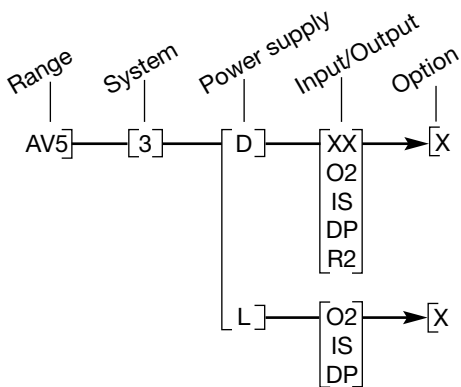 Range System Power supply Input/Output Option
AV5] [3] [D] [XX] [X
O2
IS
DP
R2
[L] [O2] [X
IS
DP